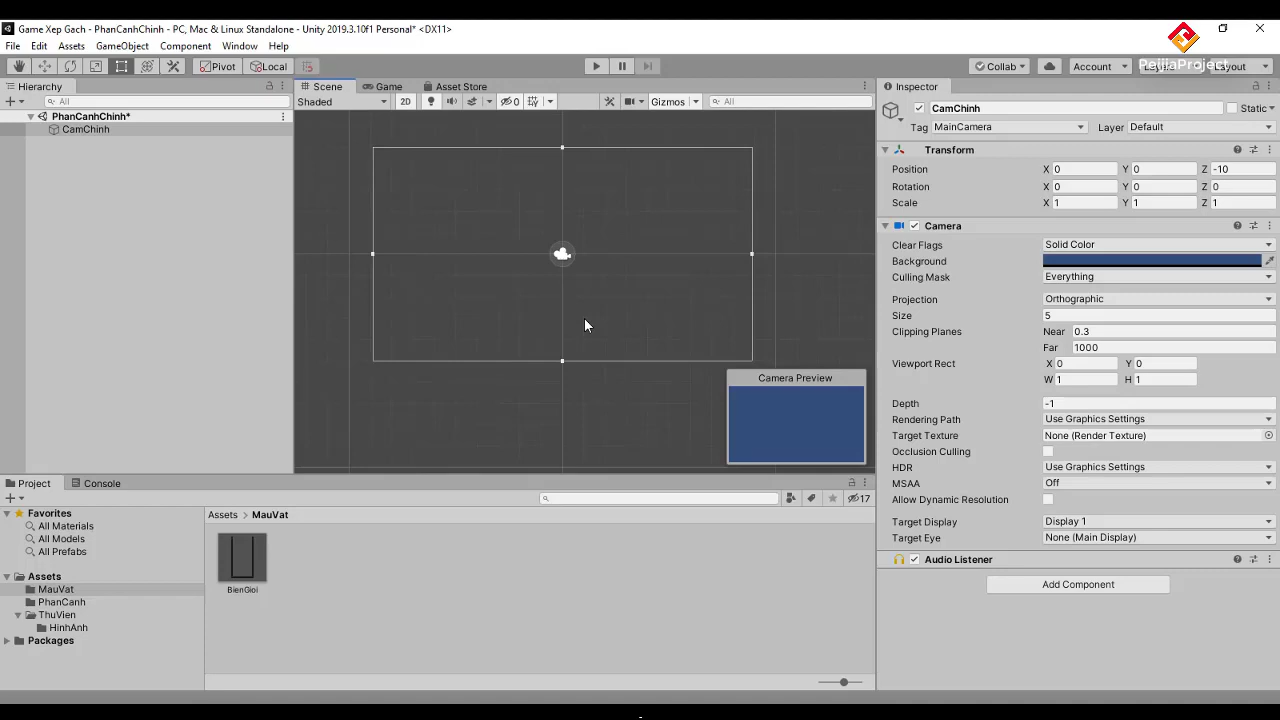 Game Xep Gach - PhanCanhChinh - PC, Mac & Linux Standalone - Unity 2019.3.10f1 Personal* <DX11>
File Edit Assets GameObject Component Window Help
Pivot Local Collab Account Layout
ReijiaProject
Hierarchy
All
PhanCanhChinh*
CamChinh
Scene Game Asset Store
Shaded 2D 0 Gizmos All
Camera Preview
Inspector
CamChinh Static
Tag MainCamera Layer Default
Transform
Position X 0 Y 0 Z -10
Rotation X 0 Y 0 Z 0
Scale X 1 Y 1 Z 1
Camera
Clear Flags Solid Color
Background
Culling Mask Everything
Projection Orthographic
Size 5
Clipping Planes Near 0.3
Far 1000
Viewport Rect X 0 Y 0
W 1 H 1
Depth -1
Rendering Path Use Graphics Settings
Target Texture None (Render Texture)
Occlusion Culling
HDR Use Graphics Settings
MSAA Off
Allow Dynamic Resolution
Target Display Display 1
Target Eye None (Main Display)
Audio Listener
Add Component
Project Console
17
Favorites
All Materials
All Models
All Prefabs
Assets
MauVat
PhanCanh
ThuVien
HinhAnh
Packages
Assets > MauVat
BienGioi